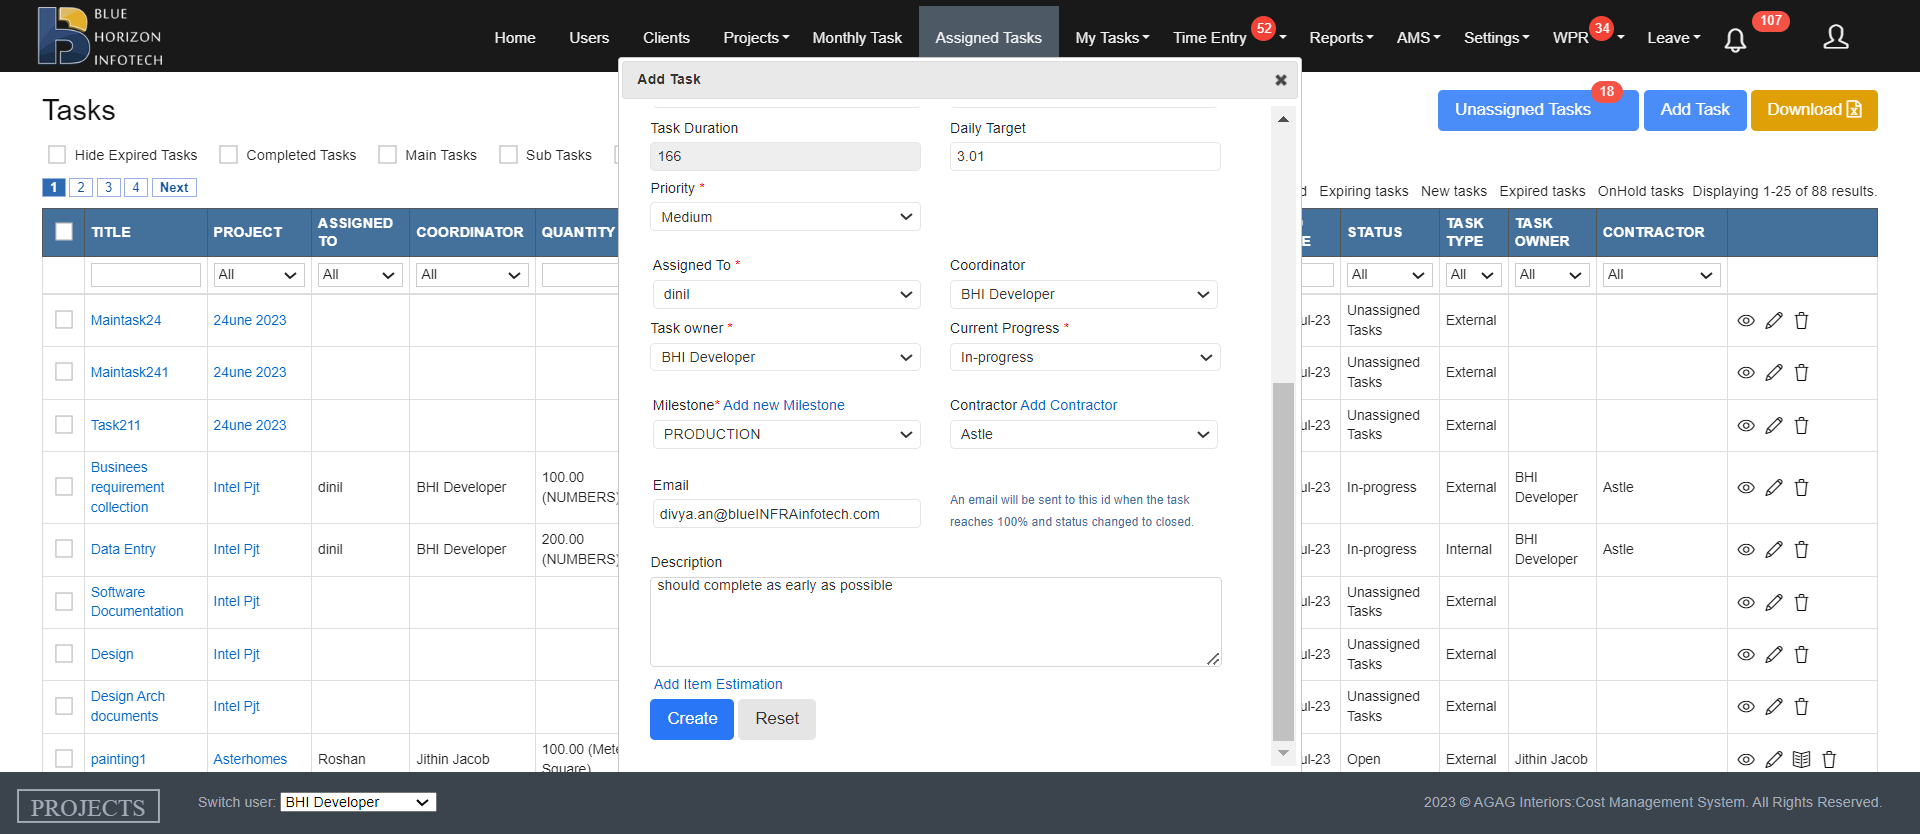 BLUE
HORIZON
INFOTECH
Home Users Clients Projects Monthly Task Assigned Tasks My Tasks Time Entry 52 Reports AMS Settings WPR 34 Leave 107
Add Task
Tasks
Unassigned Tasks 18 Add Task Download
Hide Expired Tasks Completed Tasks Main Tasks Sub Tasks
1 2 3 4 Next
Expiring tasks New tasks Expired tasks OnHold tasks Displaying 1-25 of 88 results.
TITLE PROJECT ASSIGNED TO COORDINATOR QUANTITY STATUS TASK TYPE TASK OWNER CONTRACTOR
All All All All All All All
Maintask24 24une 2023 ul-23 Unassigned Tasks External
Maintask241 24une 2023 ul-23 Unassigned Tasks External
Task211 24une 2023 ul-23 Unassigned Tasks External
Businees requirement collection Intel Pjt dinil BHI Developer 100.00 (NUMBERS) ul-23 In-progress External BHI Developer Astle
Data Entry Intel Pjt dinil BHI Developer 200.00 (NUMBERS) ul-23 In-progress Internal BHI Developer Astle
Software Documentation Intel Pjt ul-23 Unassigned Tasks External
Design Intel Pjt ul-23 Unassigned Tasks External
Design Arch documents Intel Pjt ul-23 Unassigned Tasks External
painting1 Asterhomes Roshan Jithin Jacob 100.00 (Mete Square) ul-23 Open External Jithin Jacob
Task Duration Daily Target
166 3.01
Priority *
Medium
Assigned To * Coordinator
dinil BHI Developer
Task owner * Current Progress *
BHI Developer In-progress
Milestone* Add new Milestone Contractor Add Contractor
PRODUCTION Astle
Email
divya.an@blueINFRAinfotech.com
An email will be sent to this id when the task
reaches 100% and status changed to closed.
Description
should complete as early as possible
Add Item Estimation
Create Reset
PROJECTS Switch user: BHI Developer 2023 © AGAG Interiors:Cost Management System. All Rights Reserved.